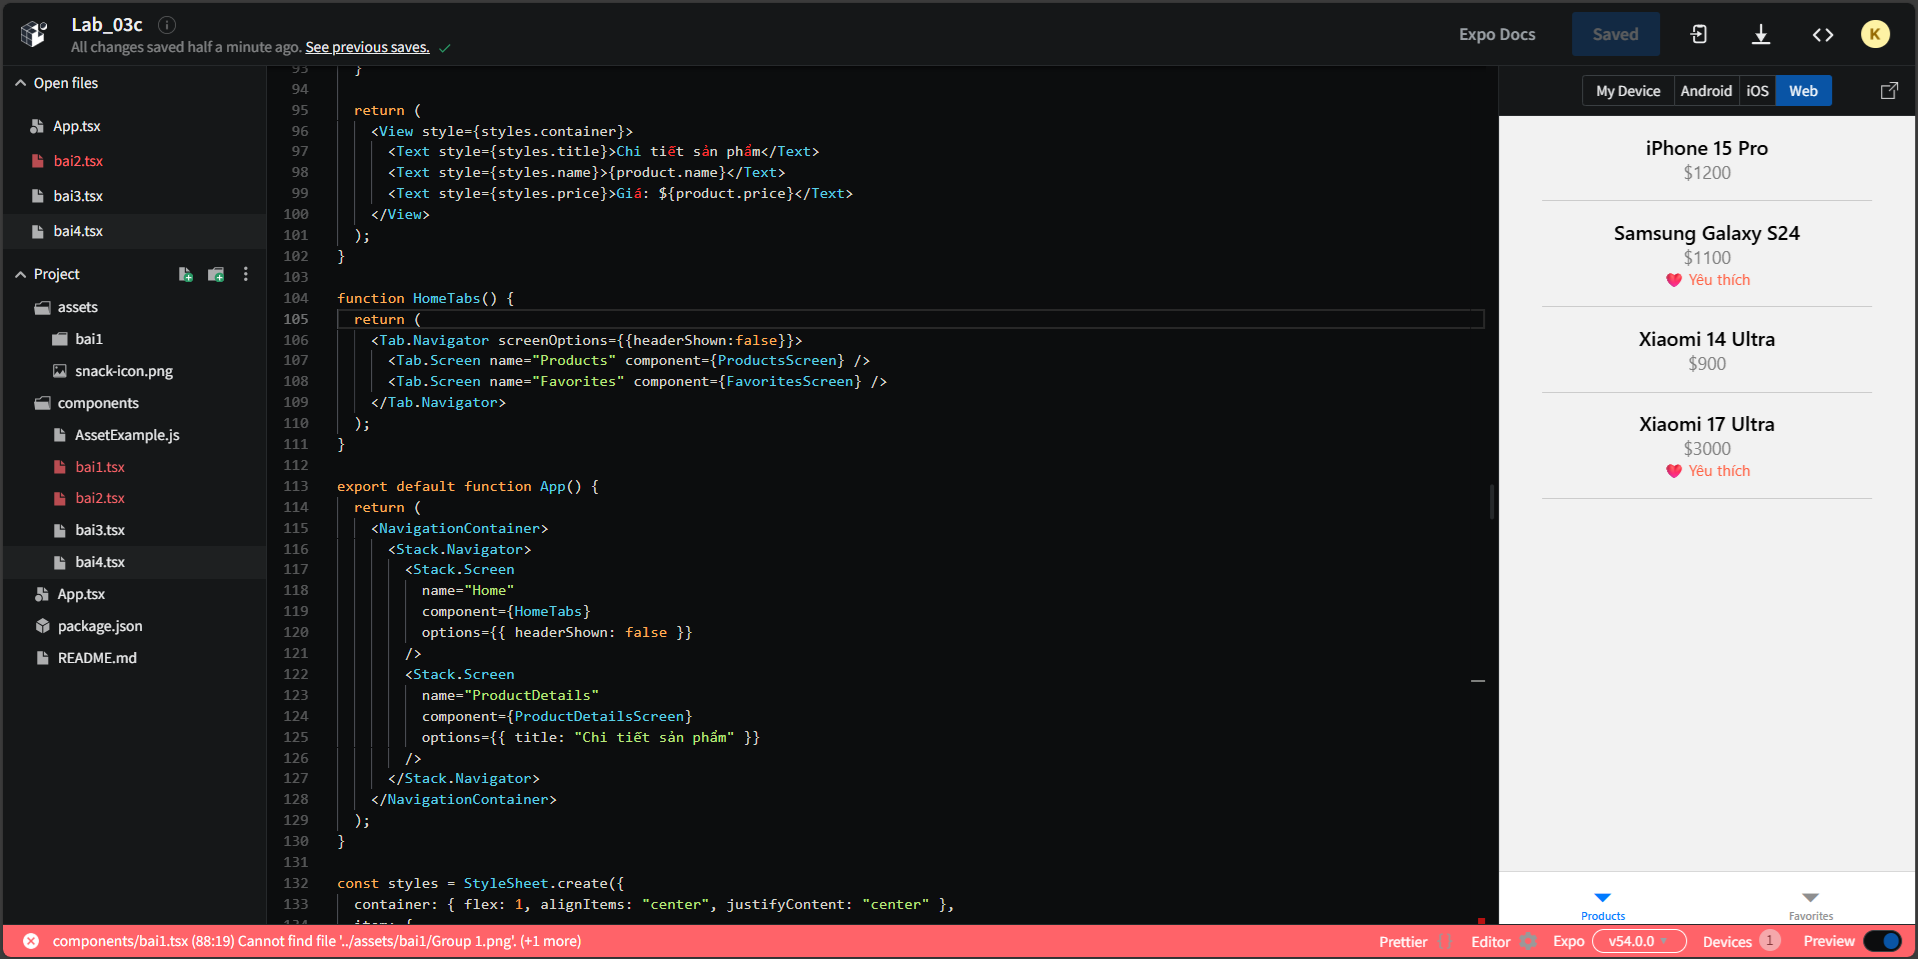 Lab_03c
All changes saved half a minute ago. See previous saves.
Expo Docs
Saved
K
Open files
App.tsx
bai2.tsx
bai3.tsx
bai4.tsx
Project
assets
bai1
snack-icon.png
components
AssetExample.js
bai1.tsx
bai2.tsx
bai3.tsx
bai4.tsx
App.tsx
package.json
README.md
93 }
94
95 return (
96 <View style={styles.container}>
97 <Text style={styles.title}>Chi tiết sản phẩm</Text>
98 <Text style={styles.name}>{product.name}</Text>
99 <Text style={styles.price}>Giá: ${product.price}</Text>
100 </View>
101 );
102 }
103
104 function HomeTabs() {
105 return (
106 <Tab.Navigator screenOptions={{headerShown:false}}>
107 <Tab.Screen name="Products" component={ProductsScreen} />
108 <Tab.Screen name="Favorites" component={FavoritesScreen} />
109 </Tab.Navigator>
110 );
111 }
112
113 export default function App() {
114 return (
115 <NavigationContainer>
116 <Stack.Navigator>
117 <Stack.Screen
118 name="Home"
119 component={HomeTabs}
120 options={{ headerShown: false }}
121 />
122 <Stack.Screen
123 name="ProductDetails"
124 component={ProductDetailsScreen}
125 options={{ title: "Chi tiết sản phẩm" }}
126 />
127 </Stack.Navigator>
128 </NavigationContainer>
129 );
130 }
131
132 const styles = StyleSheet.create({
133 container: { flex: 1, alignItems: "center", justifyContent: "center" },
My Device Android iOS Web
iPhone 15 Pro
$1200
Samsung Galaxy S24
$1100
Yêu thích
Xiaomi 14 Ultra
$900
Xiaomi 17 Ultra
$3000
Yêu thích
Products
Favorites
components/bai1.tsx (88:19) Cannot find file '../assets/bai1/Group 1.png'. (+1 more)
Prettier {} Editor Expo v54.0.0 Devices 1 Preview